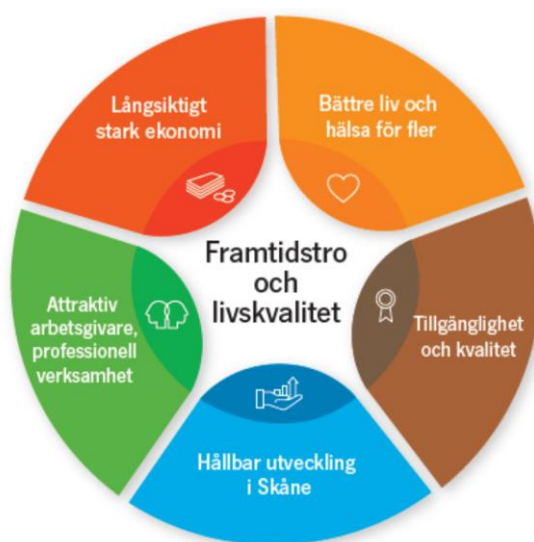 Långsiktigt
stark ekonomi
Bättre liv och
hälsa för fler
Framtidstro
och
livskvalitet
Attraktiv
arbetsgivare,
professionell
verksamhet
Tillgänglighet
och kvalitet
Hållbar utveckling
i Skåne